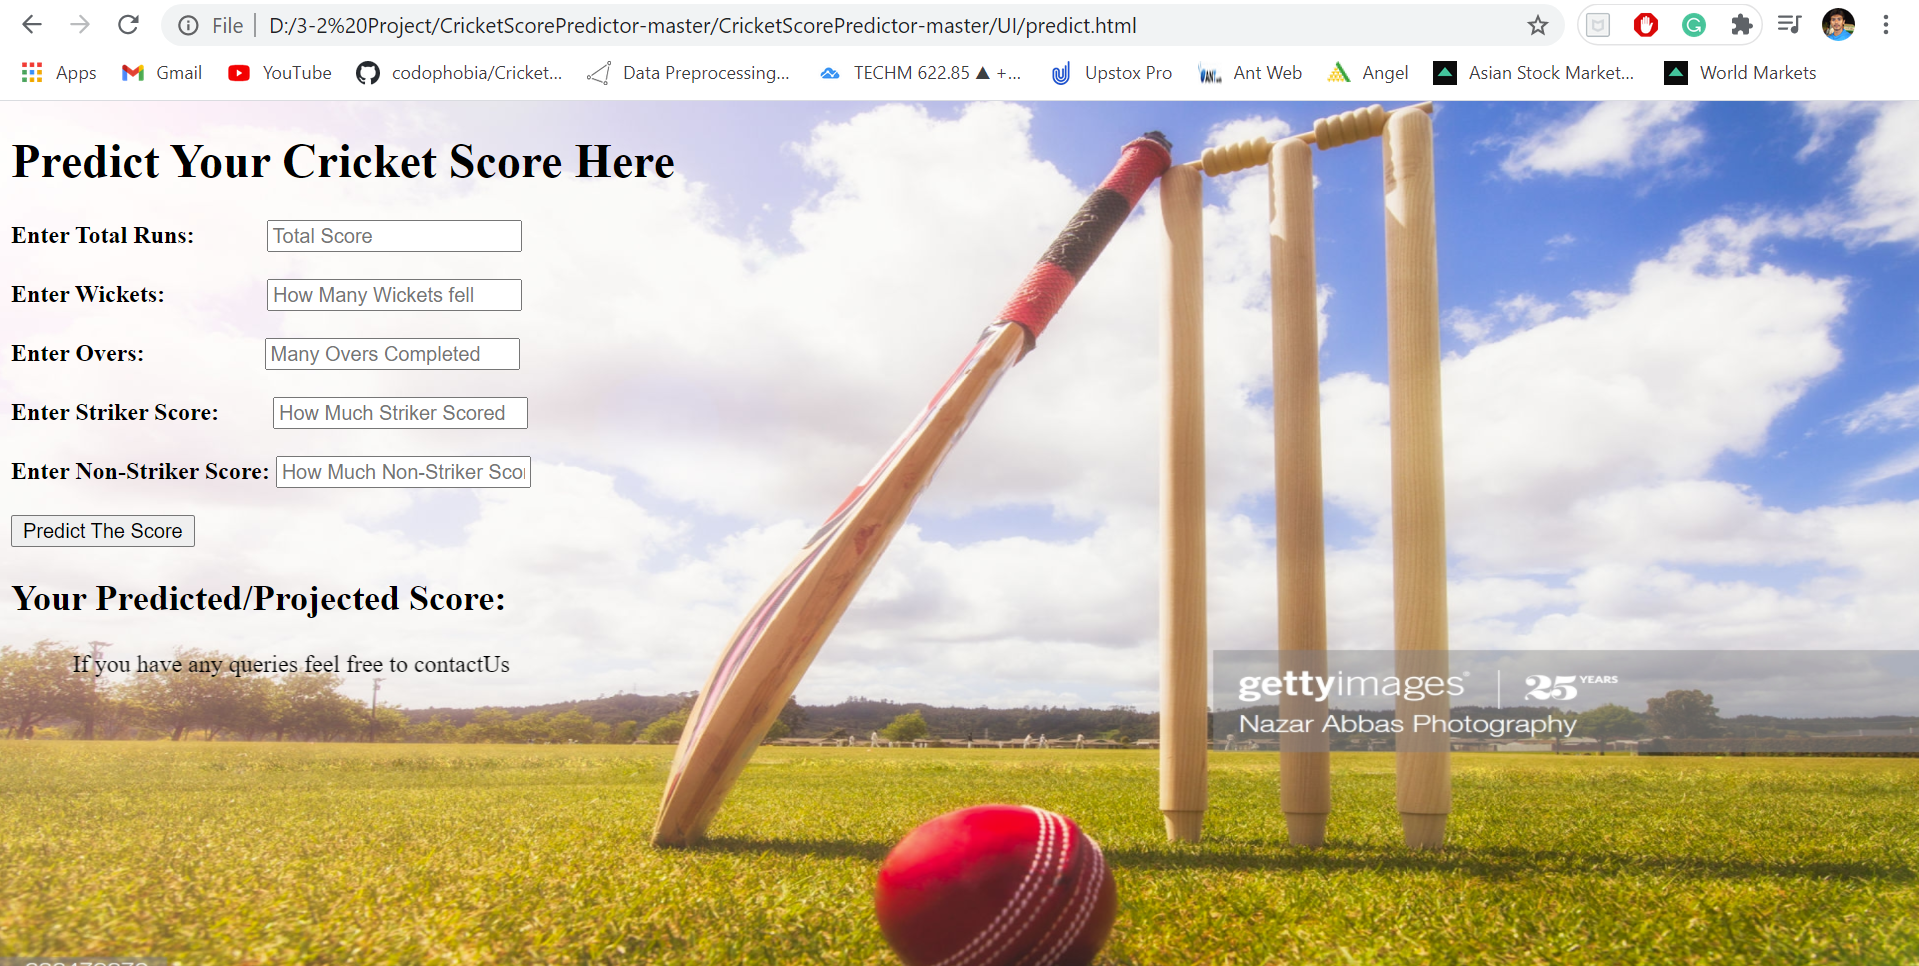 File D:/3-2%20Project/CricketScorePredictor-master/CricketScorePredictor-master/UI/predict.html
Apps Gmail YouTube codophobia/Cricket... Data Preprocessing... TECHM 622.85 ▲ +... Upstox Pro Ant Web Angel Asian Stock Market... World Markets
Predict Your Cricket Score Here
Enter Total Runs: Total Score
Enter Wickets: How Many Wickets fell
Enter Overs: Many Overs Completed
Enter Striker Score: How Much Striker Scored
Enter Non-Striker Score: How Much Non-Striker Scor
Predict The Score
Your Predicted/Projected Score:
If you have any queries feel free to contactUs
gettyimages® 25 YEARS
Nazar Abbas Photography